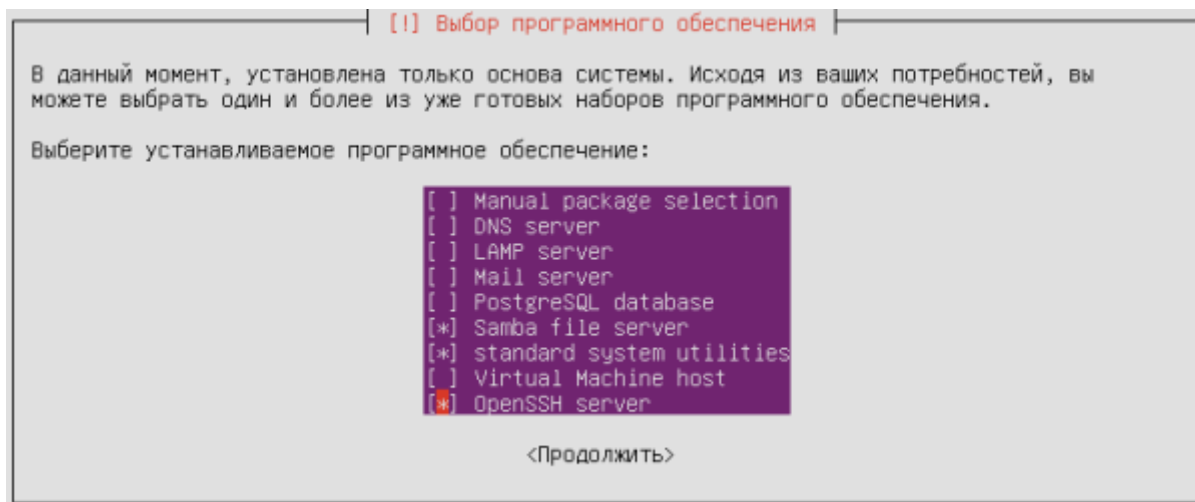 [!] Выбор программного обеспечения
В данный момент, установлена только основа системы. Исходя из ваших потребностей, вы
можете выбрать один и более из уже готовых наборов программного обеспечения.
Выберите устанавливаемое программное обеспечение:
[ ] Manual package selection
[ ] DNS server
[ ] LAMP server
[ ] Mail server
[ ] PostgreSQL database
[*] Samba file server
[*] standard system utilities
[ ] Virtual Machine host
[*] OpenSSH server
<Продолжить>